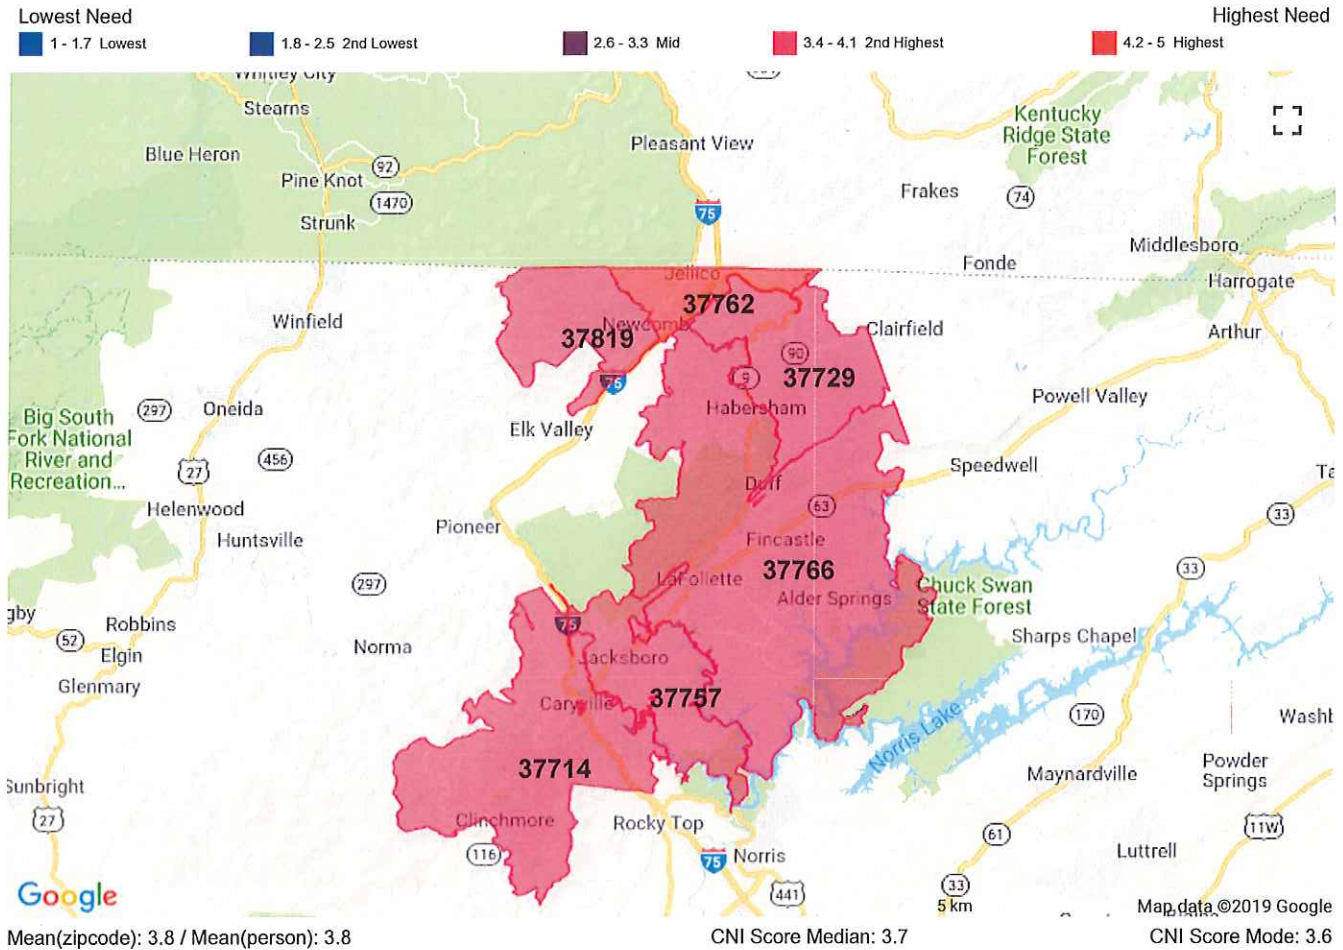 Lowest Need
Highest Need
1 - 1.7 Lowest
1.8 - 2.5 2nd Lowest
2.6 - 3.3 Mid
3.4 - 4.1 2nd Highest
4.2 - 5 Highest
Whitley City
Stearns
Kentucky
Ridge State
Forest
Pleasant View
Blue Heron
92
Pine Knot
1470
Frakes
74
Strunk
75
Middlesboro
Fonde
Jellico
Harrogate
37762
Winfield
Newcomb
37819
Clairfield
Arthur
90
75
9
37729
Powell Valley
297
Oneida
Habersham
Big South
Fork National
River and
Recreation...
Elk Valley
456
27
Speedwell
Duff
63
Helenwood
33
Pioneer
Huntsville
Fincastle
33
297
LaFollette
37766
Chuck Swan
State Forest
Alder Springs
gby
Robbins
75
52
Norma
Sharps Chapel
Elgin
Jacksboro
Glenmary
Caryville
37757
170
Washt
Norris Lake
37714
Maynardville
Powder
Springs
Sunbright
27
Clinchmore
Rocky Top
61
11W
116
75
Norris
Luttrell
441
33
Google
5 km
Map data ©2019 Google
Mean(zipcode): 3.8 / Mean(person): 3.8
CNI Score Median: 3.7
CNI Score Mode: 3.6